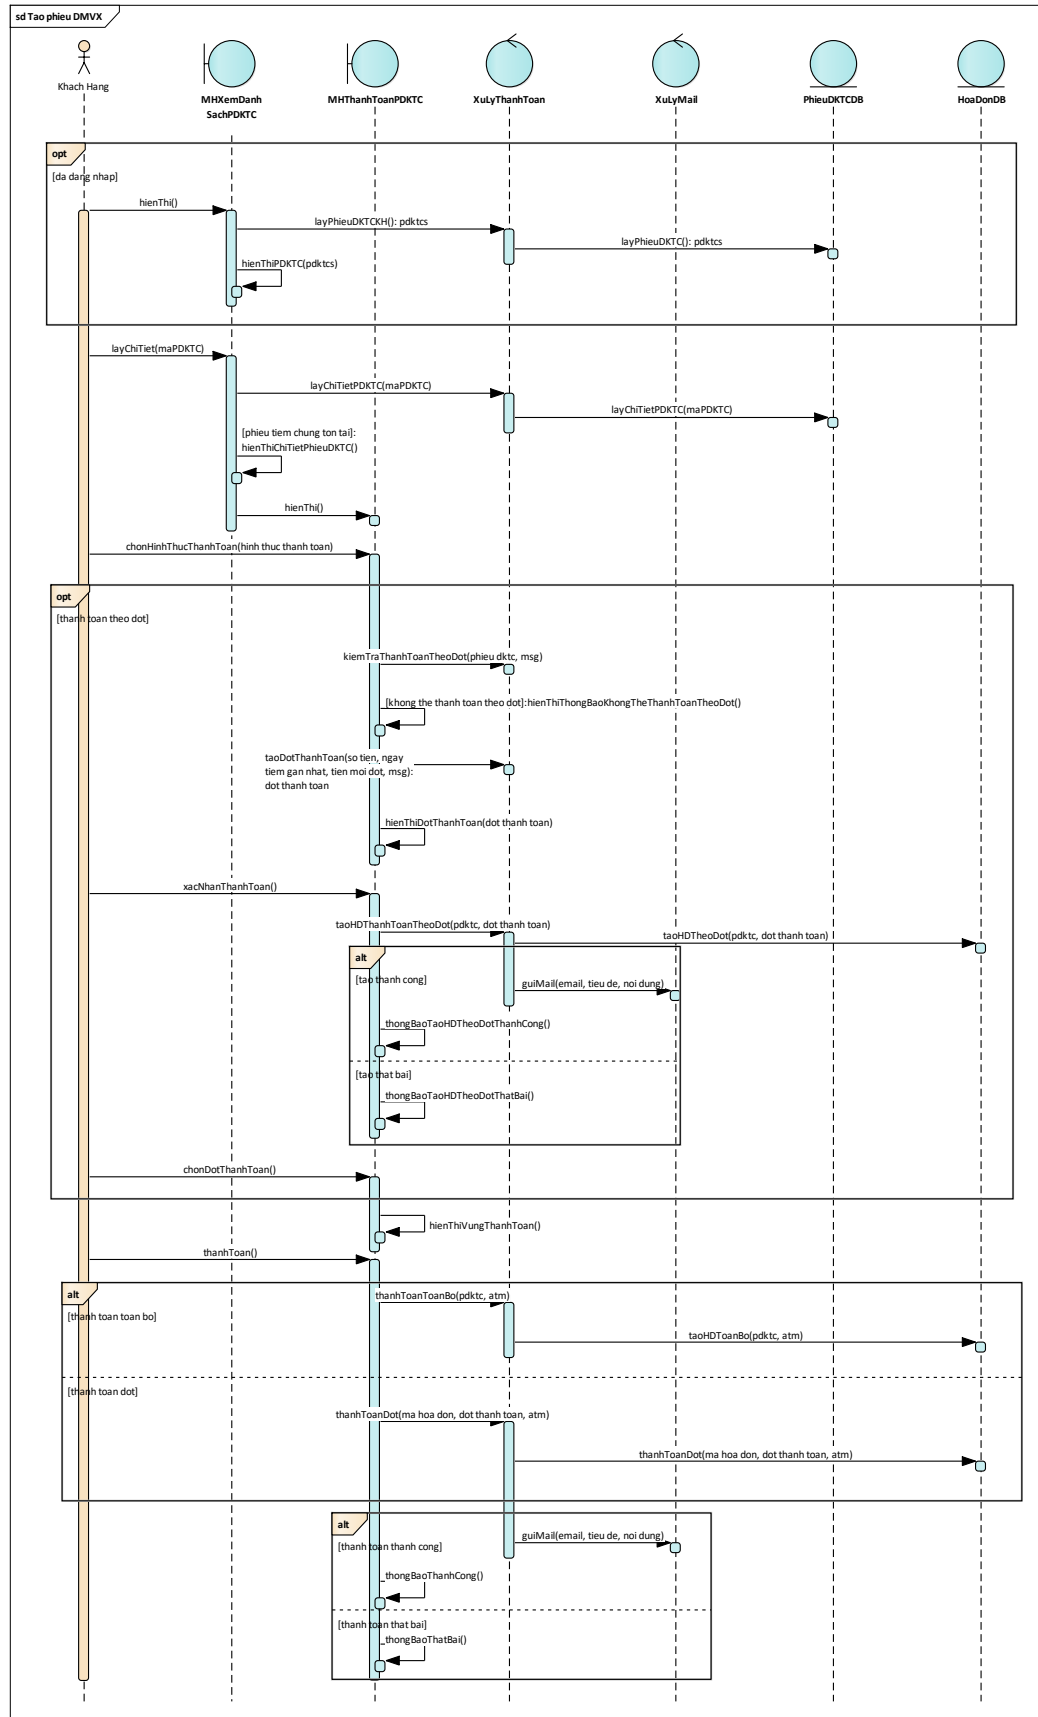 sd Tao phieu DMVX
Khach Hang
MHXemDanh
SachPDKTC
MHThanhToanPDKTC
XuLyThanhToan
XuLyMail
PhieuDKTCDB
HoaDonDB
opt
[da dang nhap]
hienThi()
layPhieuDKTCKH(): pdktcs
layPhieuDKTC(): pdktcs
hienThiPDKTC(pdktcs)
layChiTiet(maPDKTC)
layChiTietPDKTC(maPDKTC)
layChiTietPDKTC(maPDKTC)
[phieu tiem chung ton tai]:
hienThiChiTietPhieuDKTC()
hienThi()
chonHinhThucThanhToan(hinh thuc thanh toan)
opt
[thanh toan theo dot]
kiemTraThanhToanTheoDot(phieu dktc, msg)
[khong the thanh toan theo dot]:hienThiThongBaoKhongTheThanhToanTheoDot()
taoDotThanhToan(so tien, ngay
tiem gan nhat, tien moi dot, msg):
dot thanh toan
hienThiDotThanhToan(dot thanh toan)
xacNhanThanhToan()
taoHDThanhToanTheoDot(pdktc, dot thanh toan)
taoHDTheoDot(pdktc, dot thanh toan)
alt
[tao thanh cong]
guiMail(email, tieu de, noi dung)
thongBaoTaoHDTheoDotThanhCong()
[tao that bai]
thongBaoTaoHDTheoDotThatBai()
chonDotThanhToan()
hienThiVungThanhToan()
thanhToan()
alt
thanhToanToanBo(pdktc, atm)
[thanh toan toan bo]
taoHDToanBo(pdktc, atm)
[thanh toan dot]
thanhToanDot(ma hoa don, dot thanh toan, atm)
thanhToanDot(ma hoa don, dot thanh toan, atm)
alt
guiMail(email, tieu de, noi dung)
[thanh toan thanh cong]
thongBaoThanhCong()
[thanh toan that bai]
thongBaoThatBai()